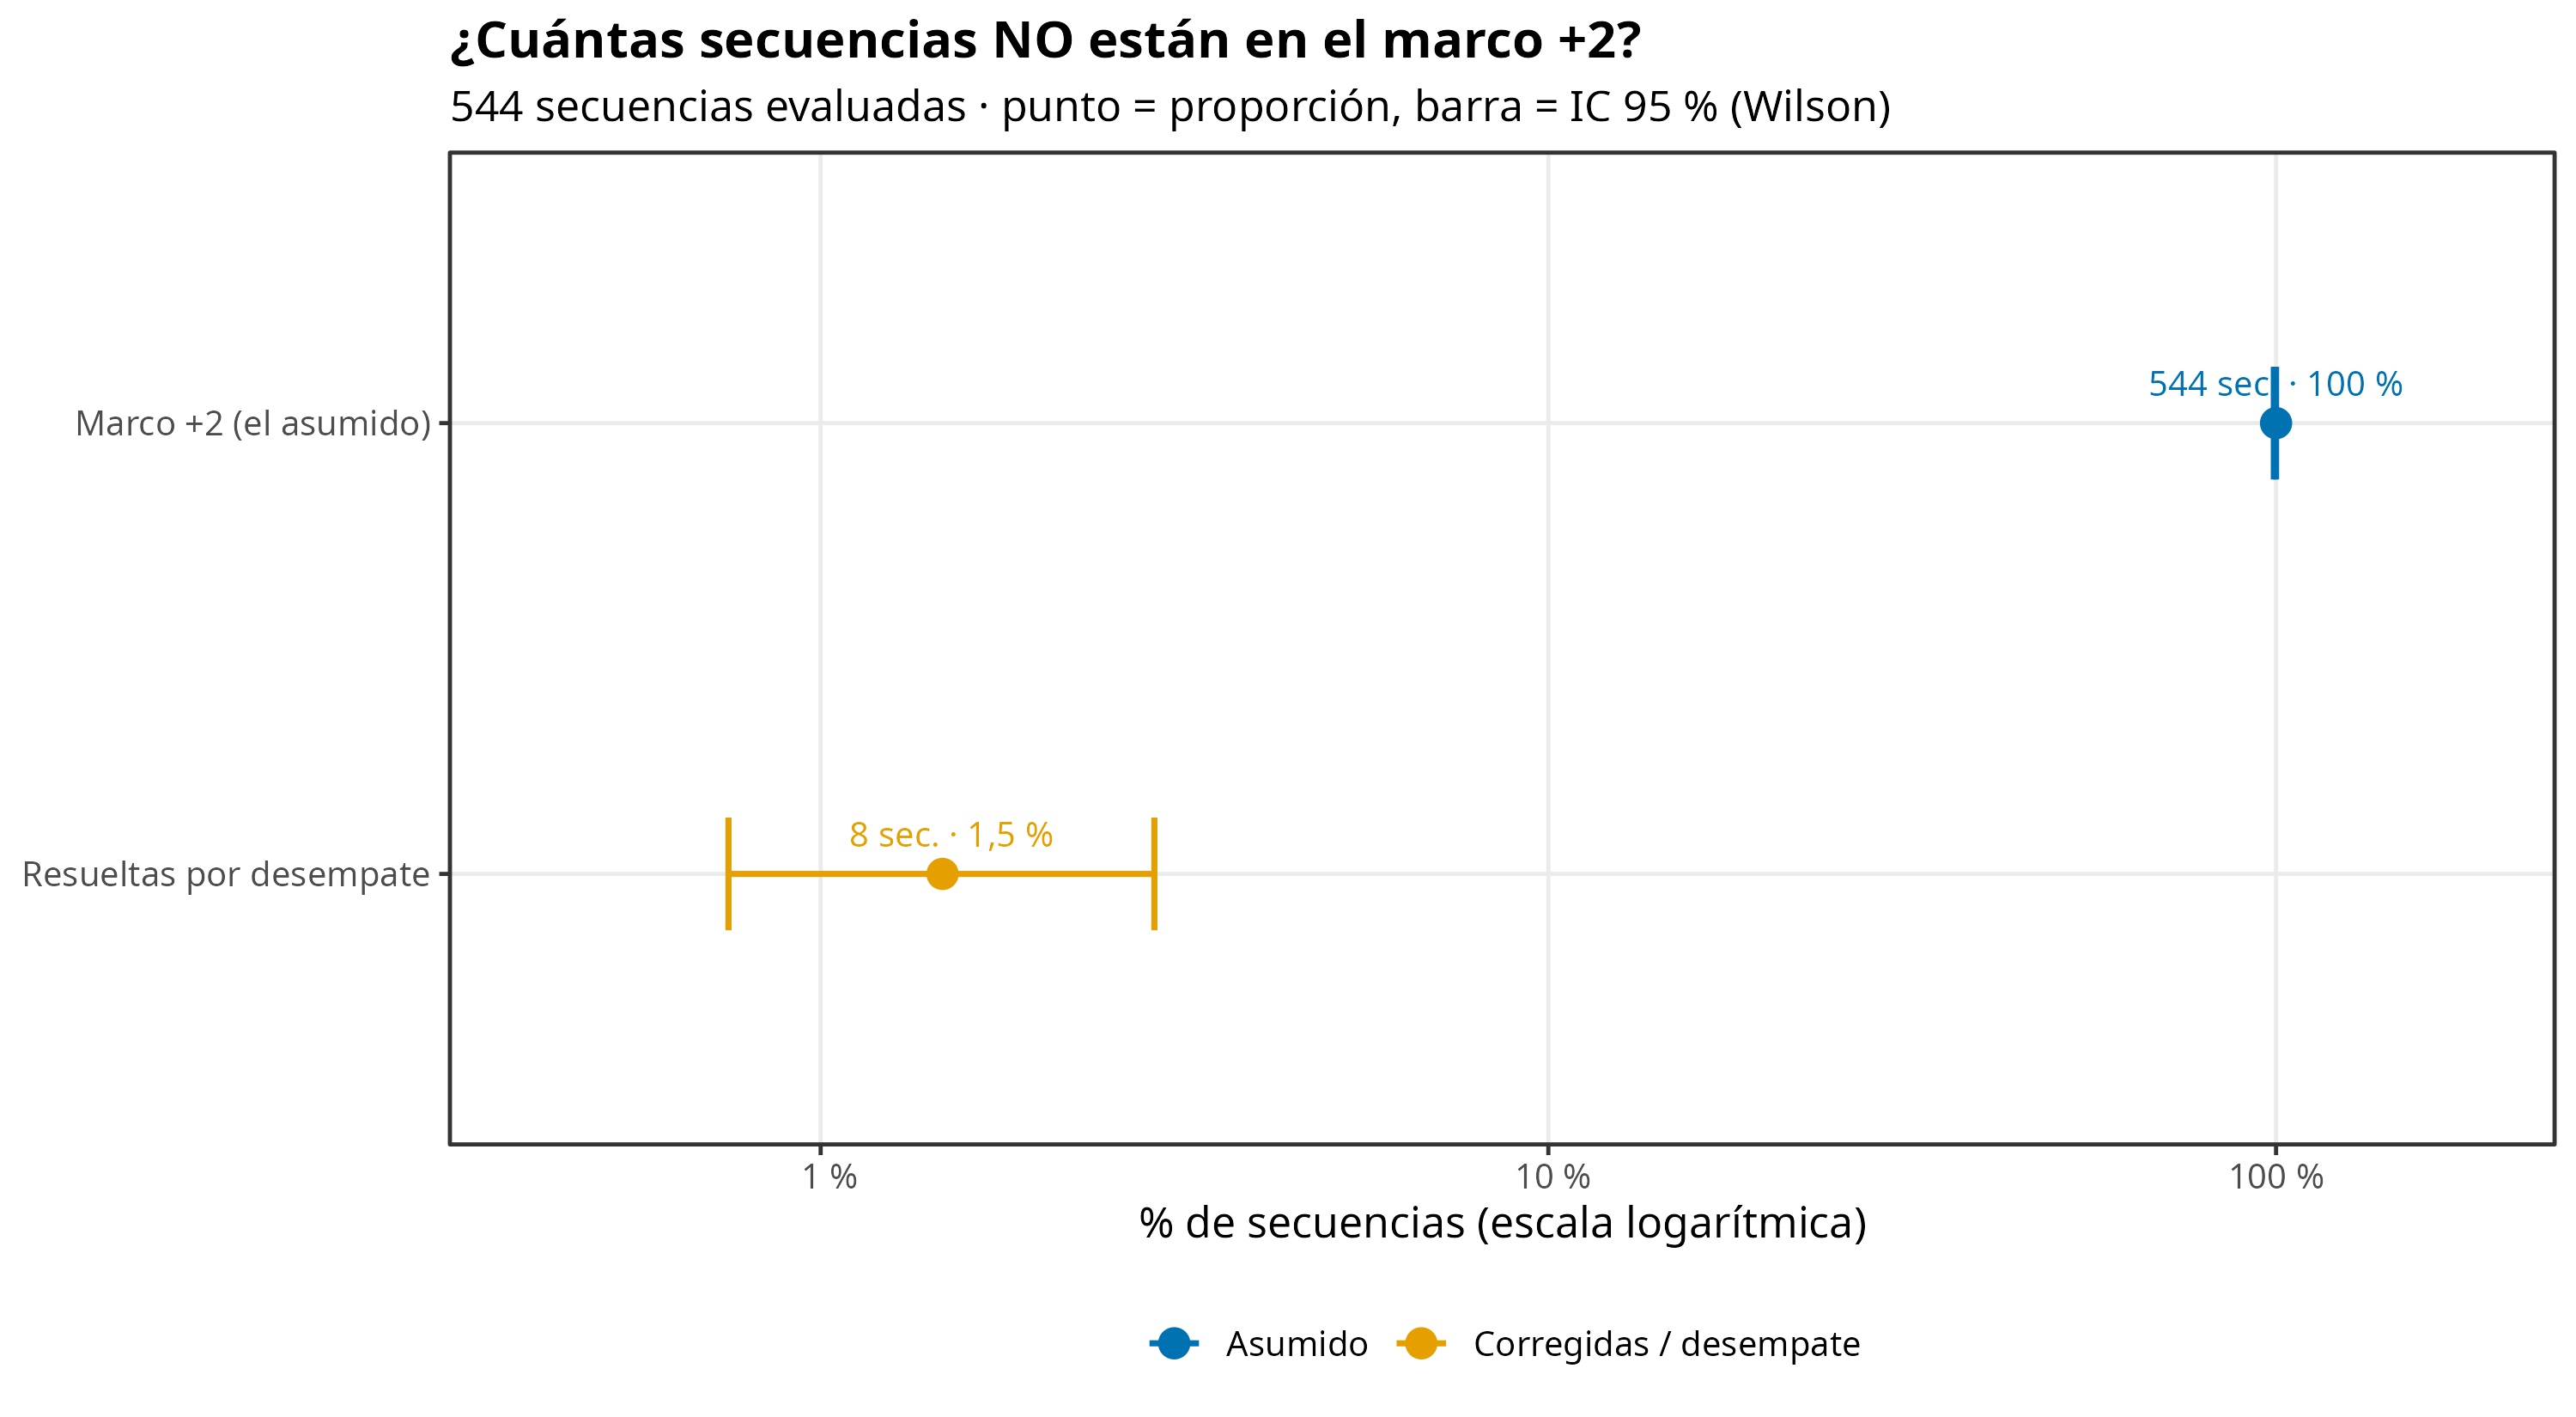 ¿Cuántas secuencias NO están en el marco +2?
544 secuencias evaluadas · punto = proporción, barra = IC 95 % (Wilson)
544 sec. · 100 %
Marco +2 (el asumido)
8 sec. · 1,5 %
Resueltas por desempate
1 %
10 %
100 %
% de secuencias (escala logarítmica)
Asumido
Corregidas / desempate